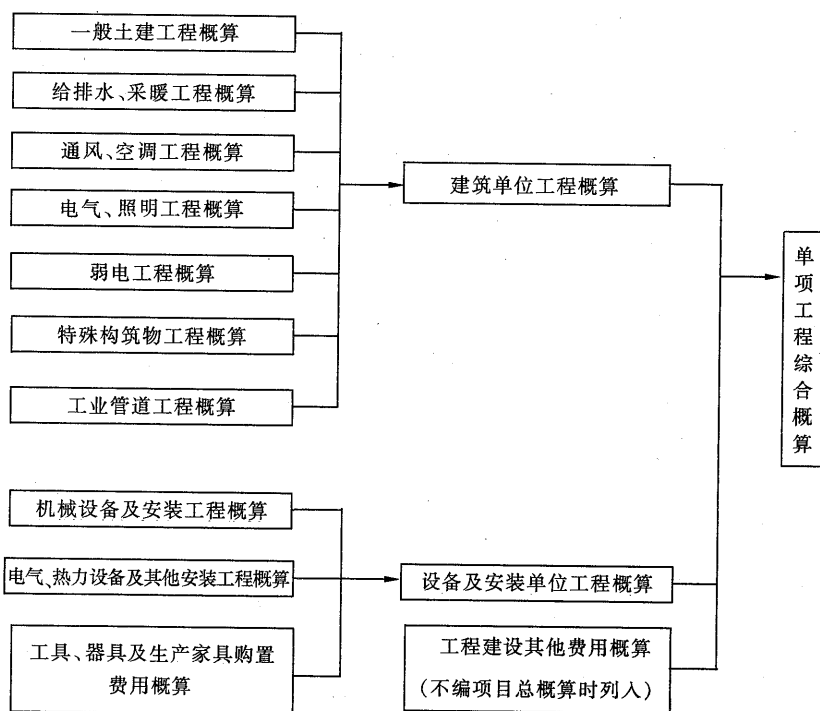 一般土建工程概算
给排水、采暖工程概算
通风、空调工程概算
电气、照明工程概算
弱电工程概算
特殊构筑物工程概算
工业管道工程概算
建筑单位工程概算
机械设备及安装工程概算
电气、热力设备及其他安装工程概算
工具、器具及生产家具购置
费用概算
设备及安装单位工程概算
工程建设其他费用概算
(不编项目总概算时列入)
单项工程综合概算